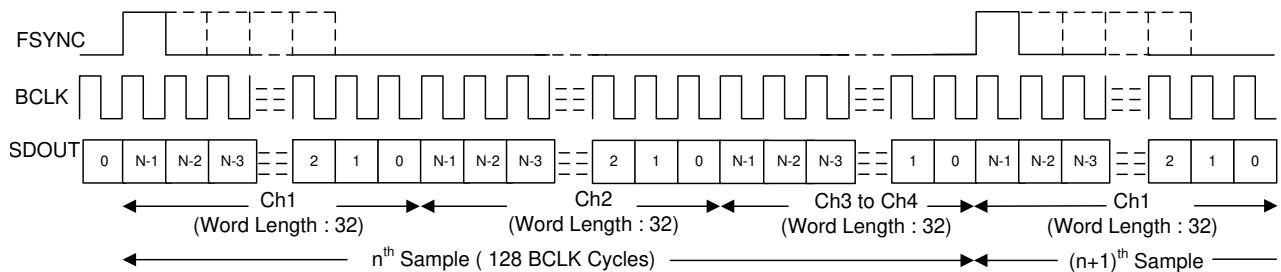 FSYNC
BCLK
SDOUT 0 N-1 N-2 N-3 2 1 0 N-1 N-2 N-3 2 1 0 N-1 N-2 N-3 1 0 N-1 N-2 N-3 2 1 0
Ch1 Ch2 Ch3 to Ch4 Ch1
(Word Length : 32) (Word Length : 32) (Word Length : 32) (Word Length : 32)
nth Sample ( 128 BCLK Cycles) (n+1)th Sample